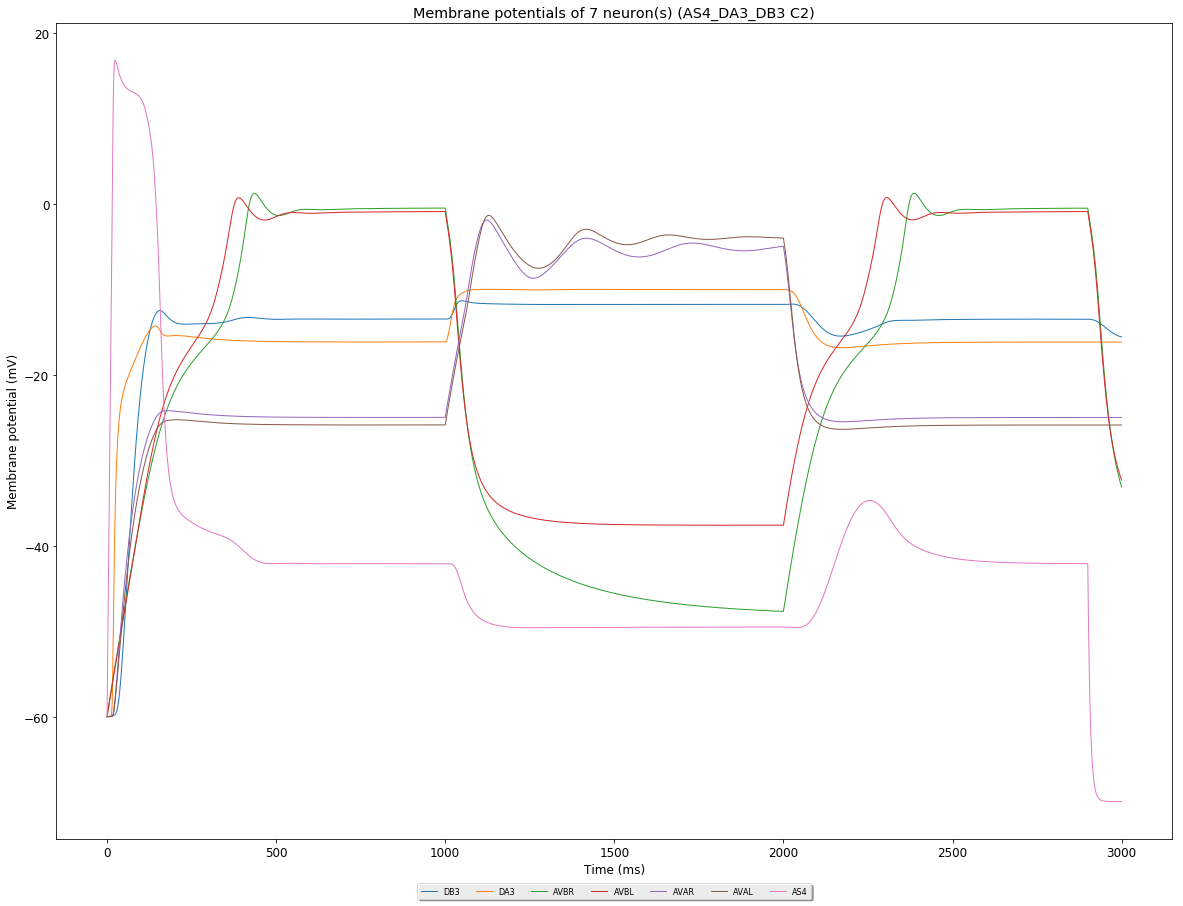 Membrane potentials of 7 neuron(s) (AS4_DA3_DB3 C2)
20
0
−20
−40
−60
Membrane potential (mV)
0 500 1000 1500 2000 2500 3000
Time (ms)
DB3 DA3 AVBR AVBL AVAR AVAL AS4